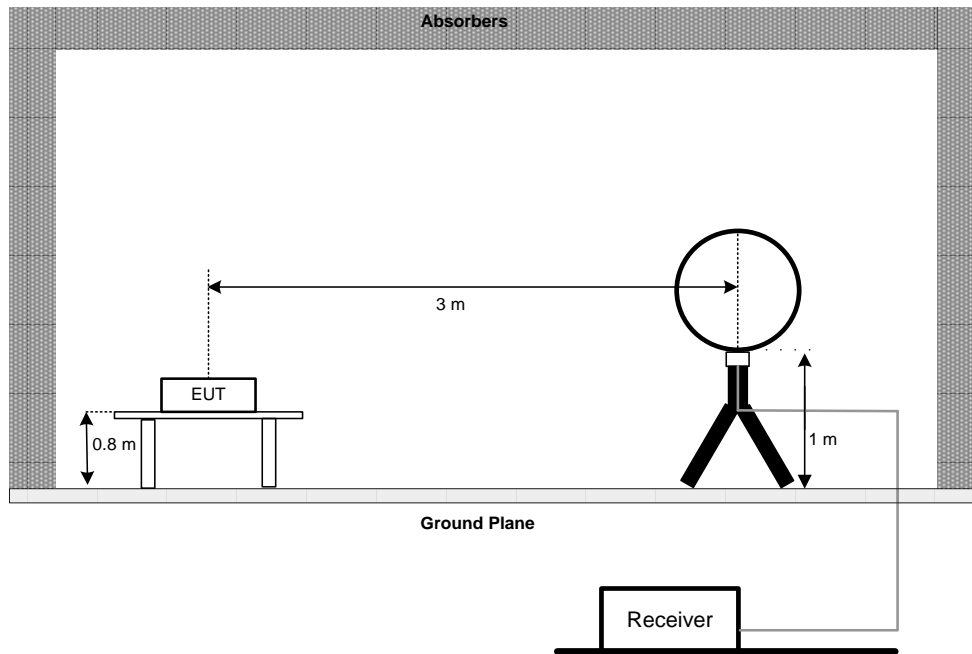 Absorbers
3 m
EUT
0.8 m
1 m
Ground Plane
Receiver